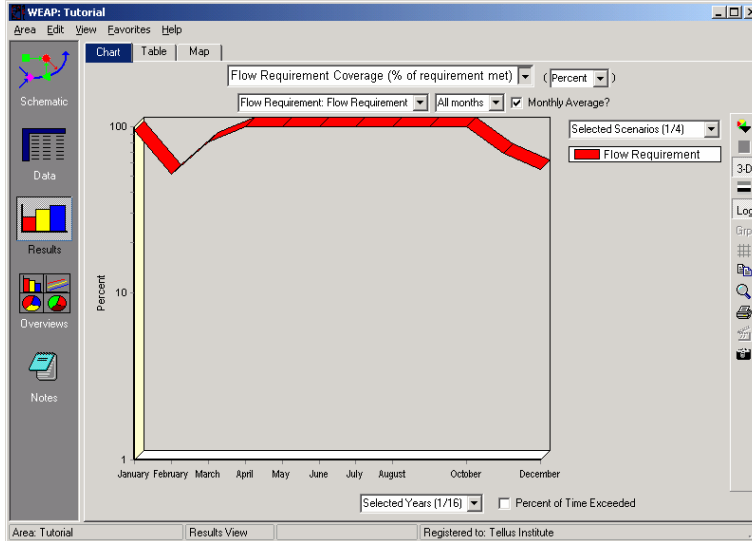 WEAP: Tutorial
Area Edit View Favorites Help
Chart Table Map
Flow Requirement Coverage (% of requirement met) ( Percent )
Flow Requirement: Flow Requirement All months Monthly Average?
Selected Scenarios (1/4)
Flow Requirement
Schematic
Data
Results
Overviews
Notes
3-D
Log
Grp
Percent
100
10
1
January February March April May June July August October December
Selected Years (1/16) Percent of Time Exceeded
Area: Tutorial Results View Registered to: Tellus Institute